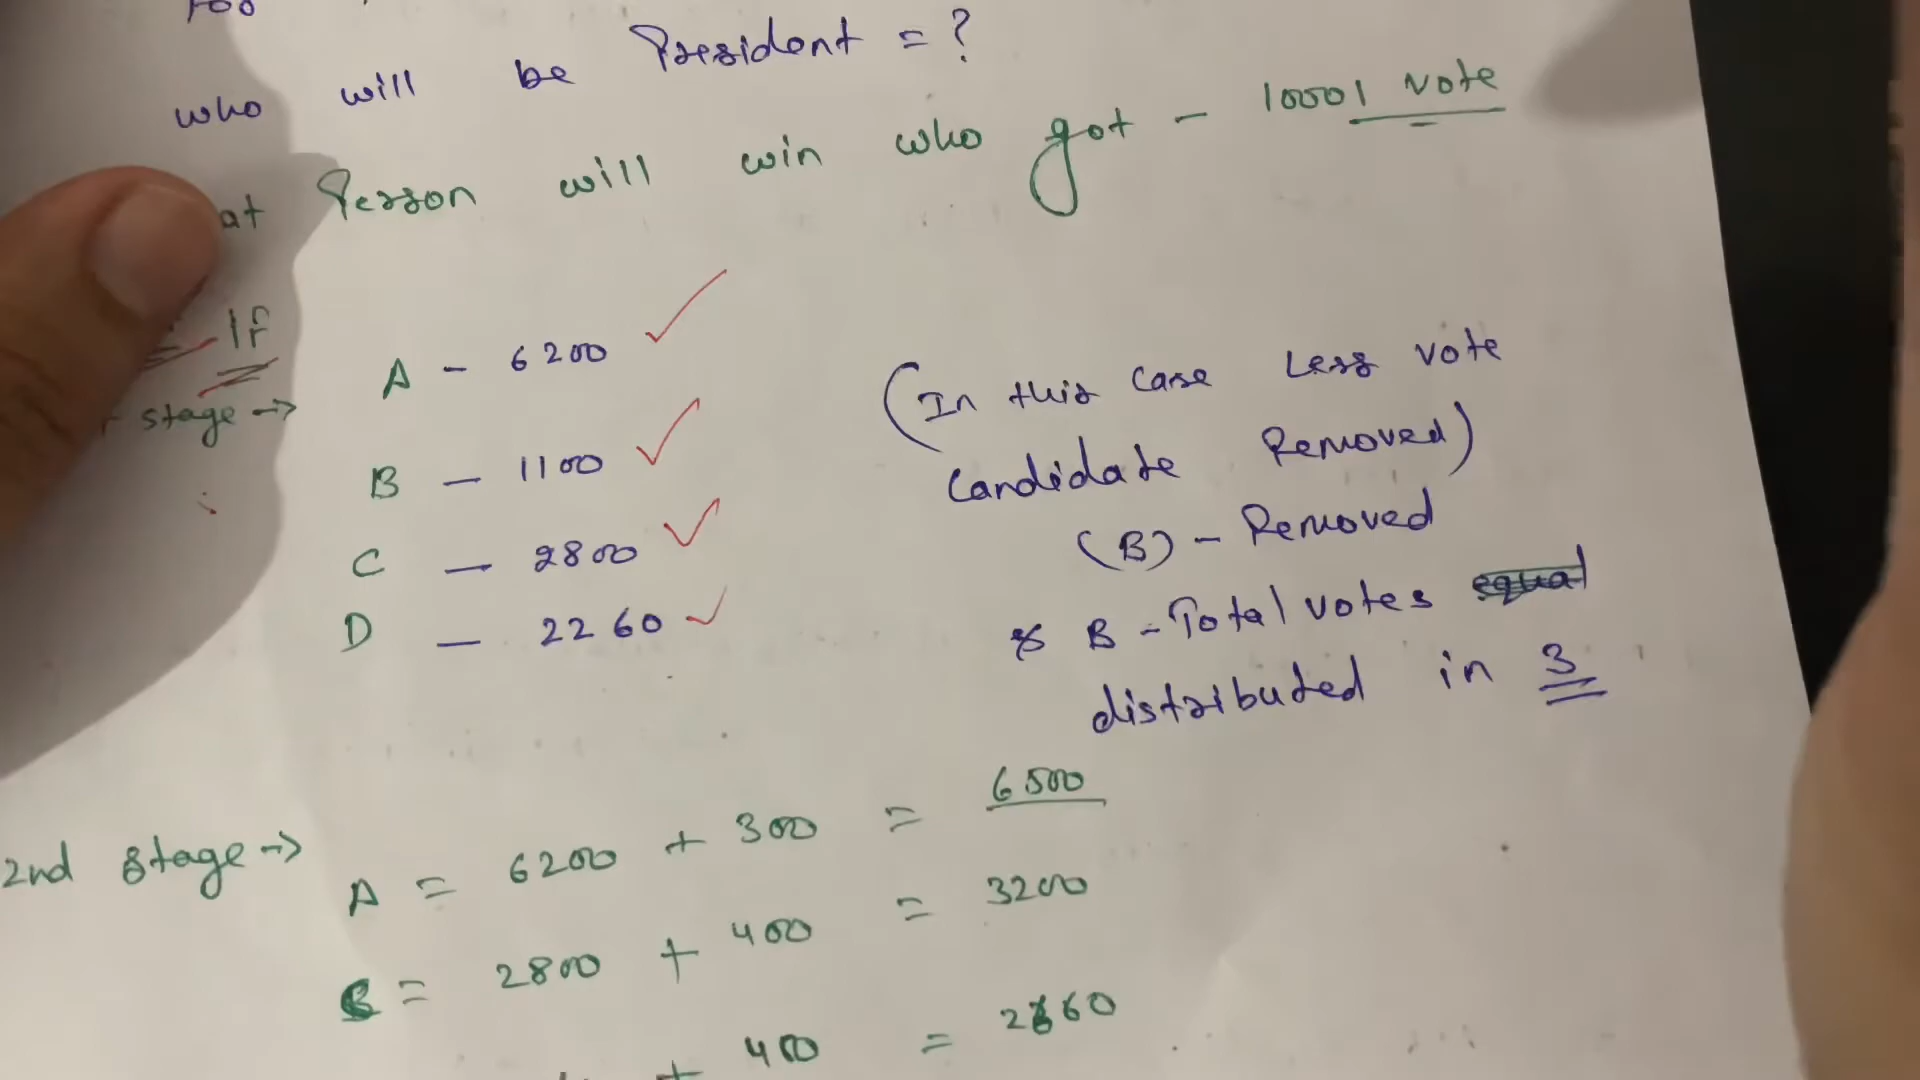 who will be President = ?
at Person will win who got - 10001 vote
If
stage →
A - 6200
B - 1100
C - 2800
D - 2260
(In this case Less vote
candidate Removed)
(B) - Removed
* B - Total votes equal
distributed in 3
2nd stage →
A = 6200 + 300 = 6500
C = 2800 + 400 = 3200
+ 400 = 2660